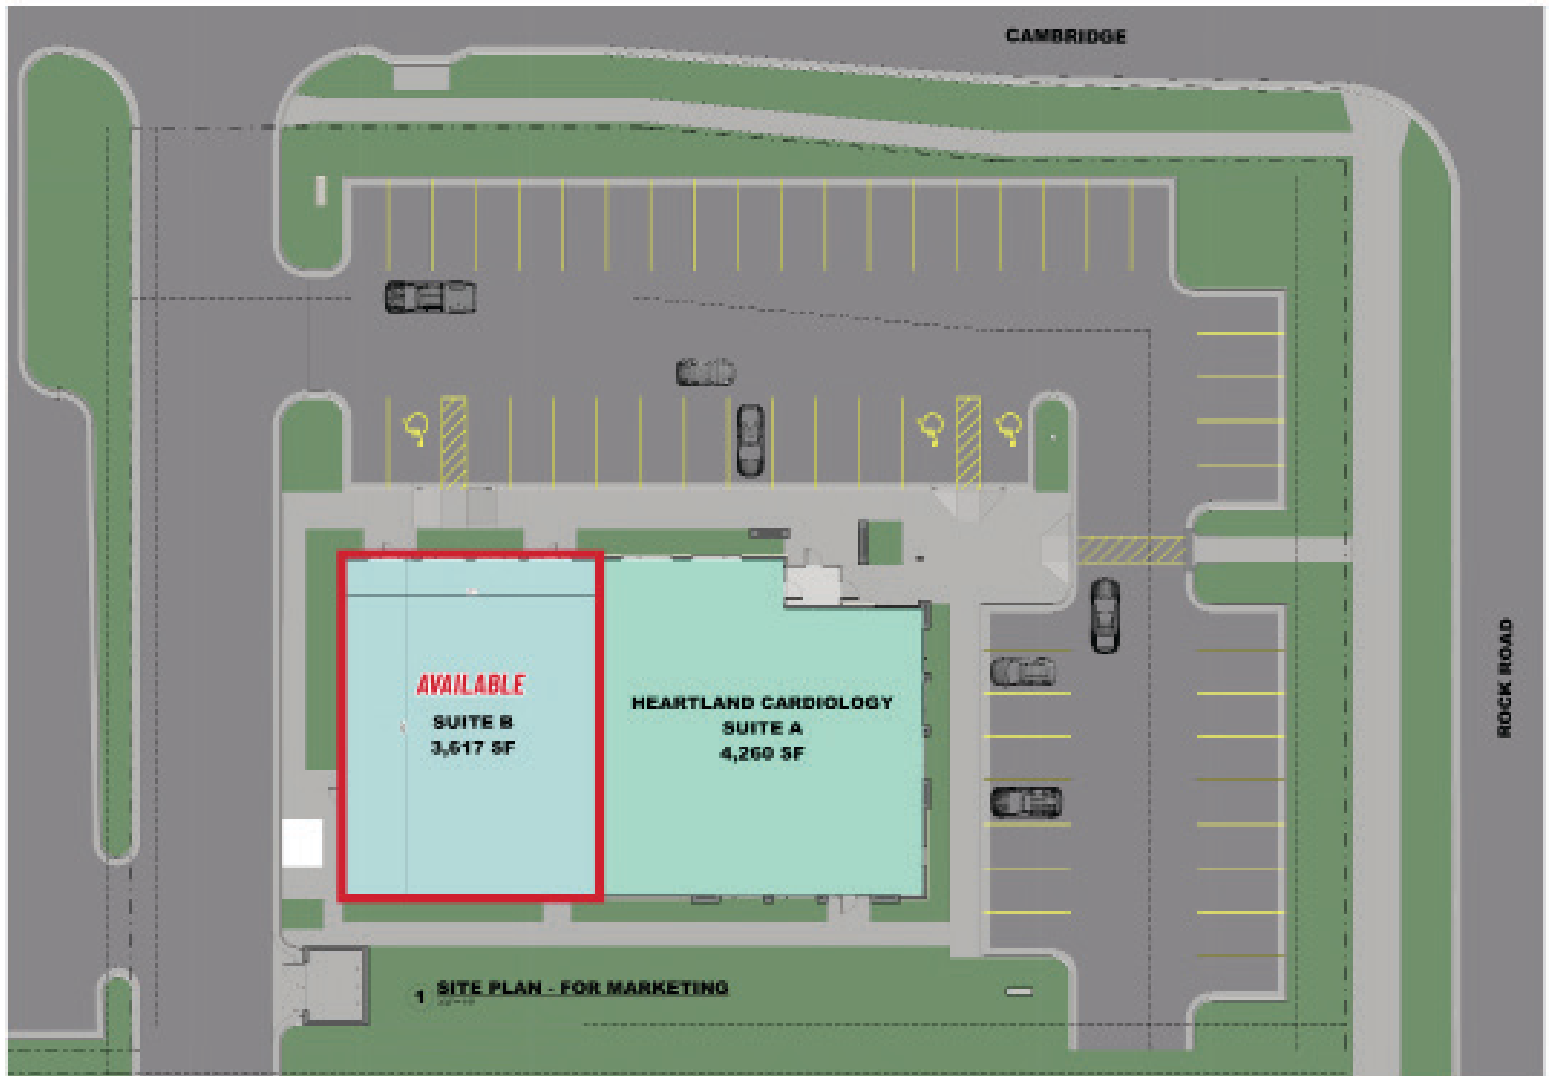 CAMBRIDGE
ROCK ROAD
AVAILABLE
SUITE B
3,617 SF
HEARTLAND CARDIOLOGY
SUITE A
4,260 SF
1 SITE PLAN - FOR MARKETING